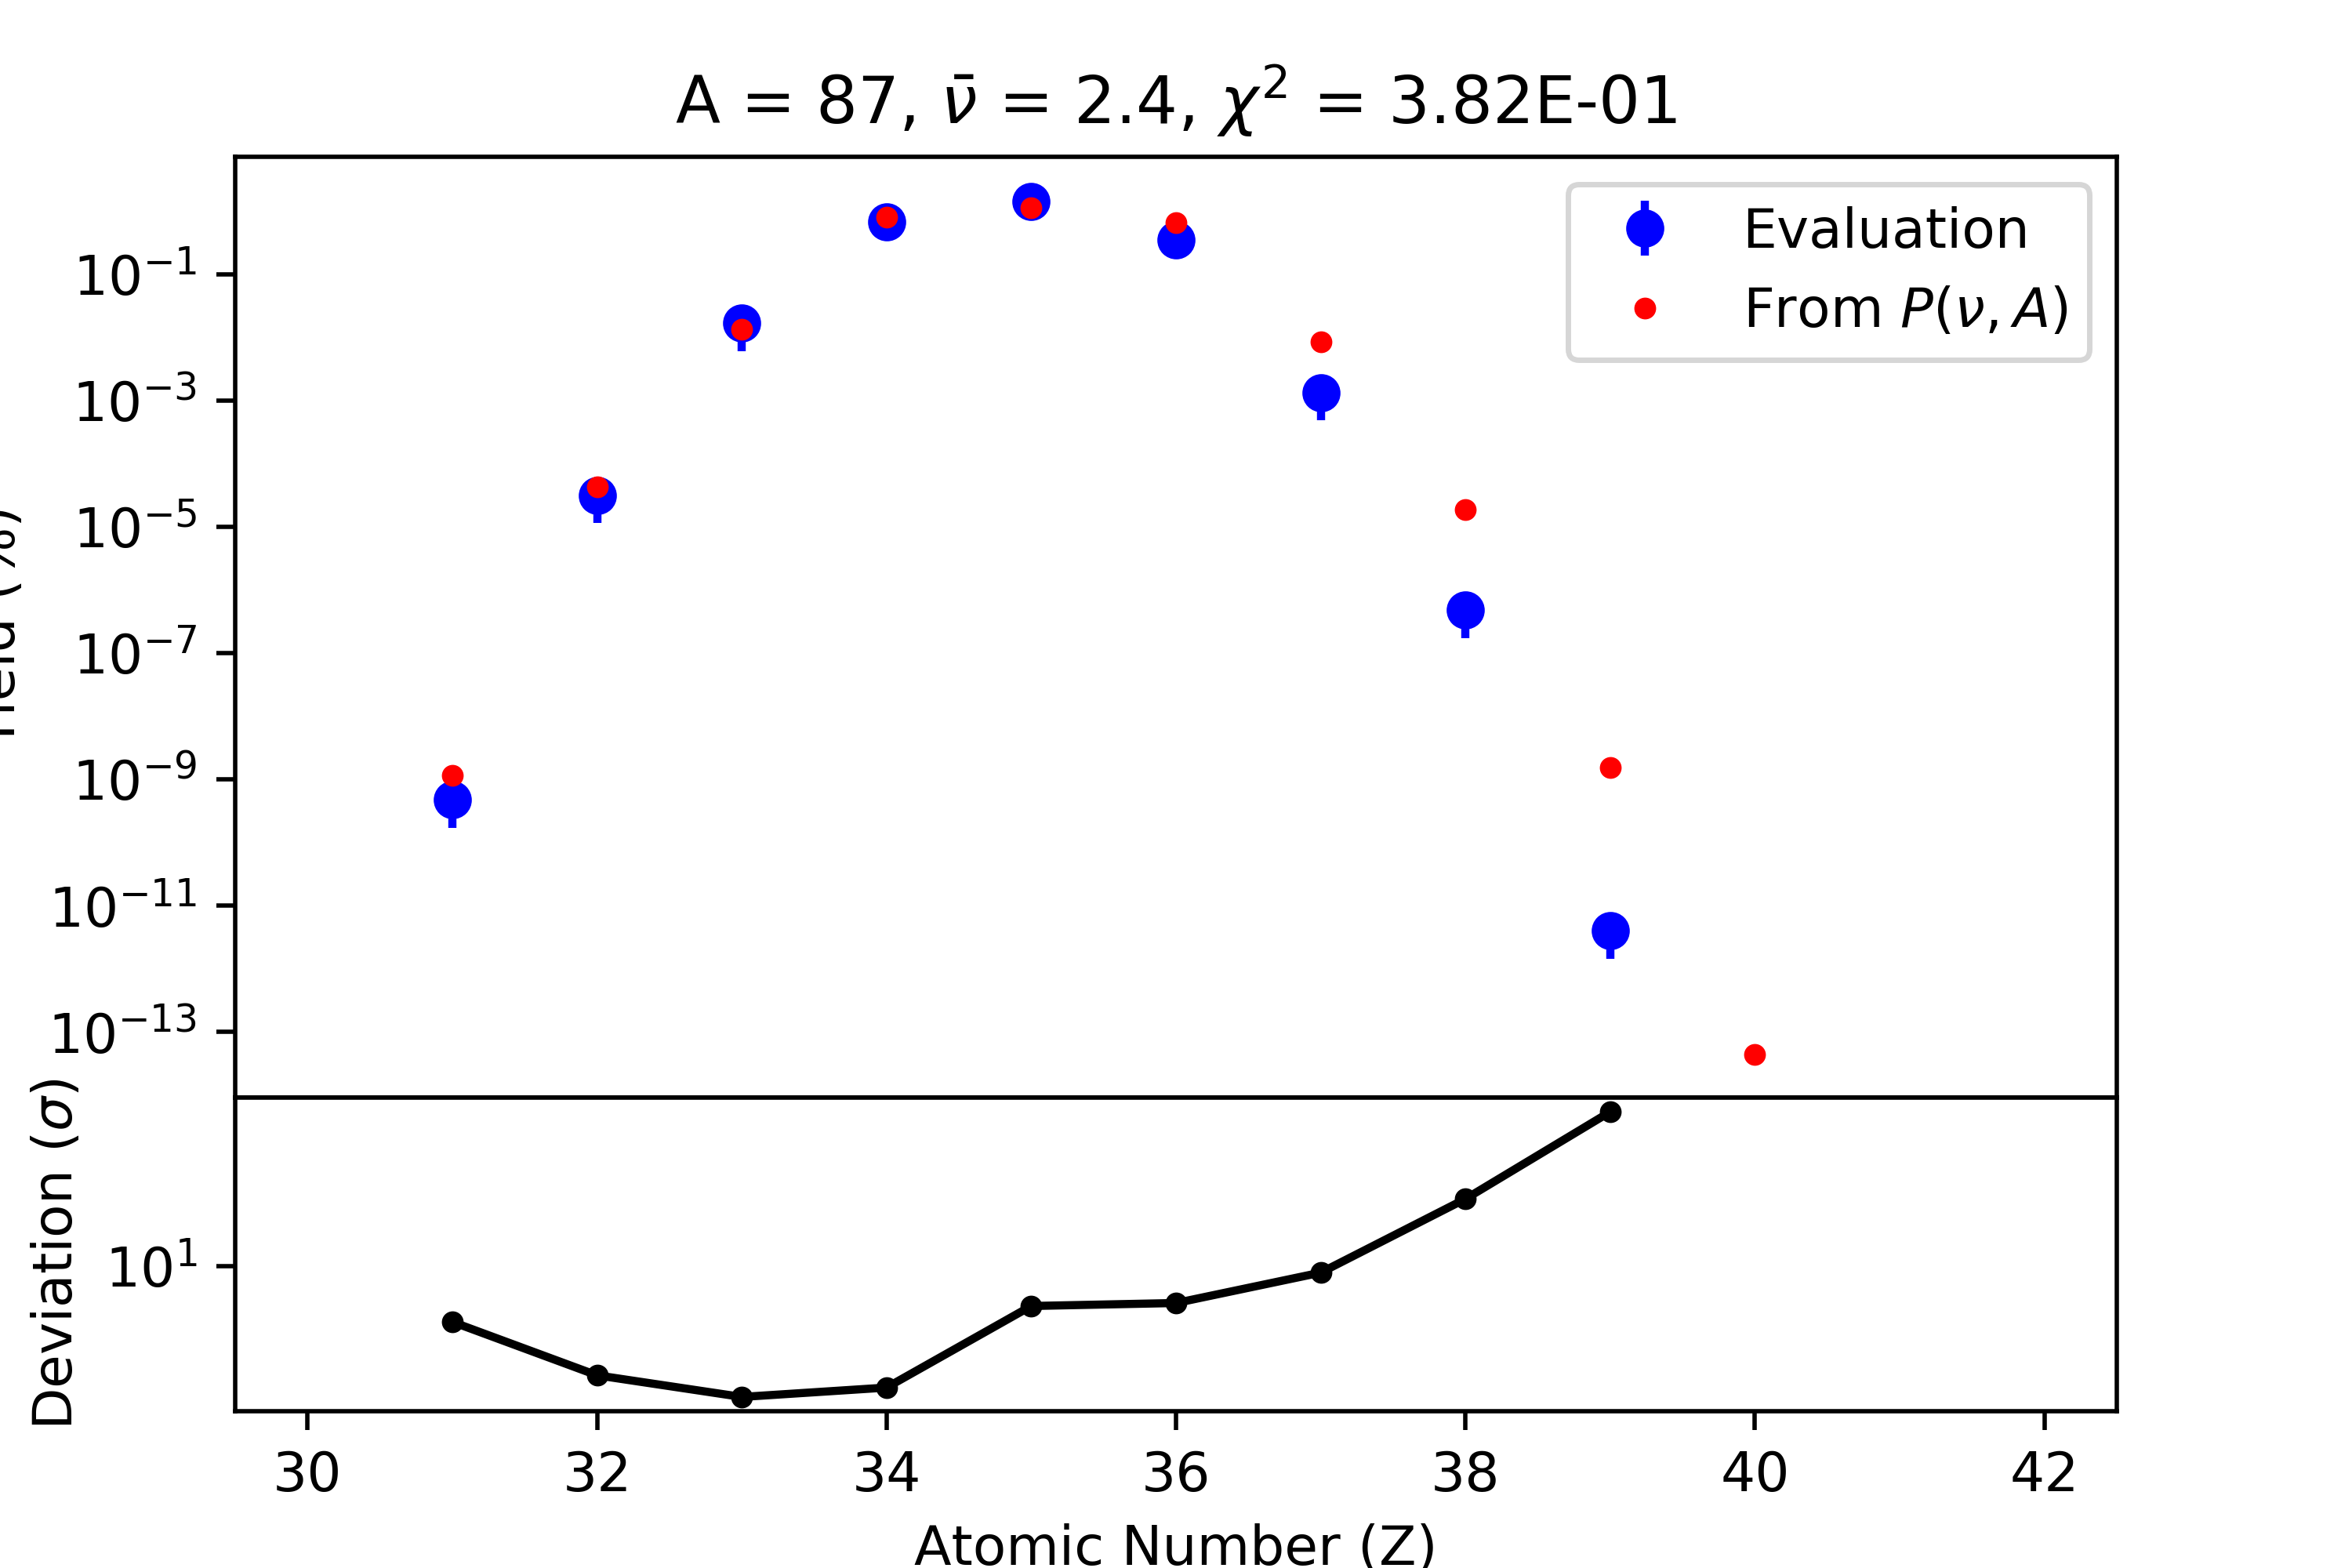 A = 87, ν̄ = 2.4, χ² = 3.82E-01
Evaluation
From P(ν, A)
10⁻¹
10⁻³
10⁻⁵
10⁻⁷
10⁻⁹
10⁻¹¹
10⁻¹³
(%)
Deviation (σ)
10¹
30 32 34 36 38 40 42
Atomic Number (Z)